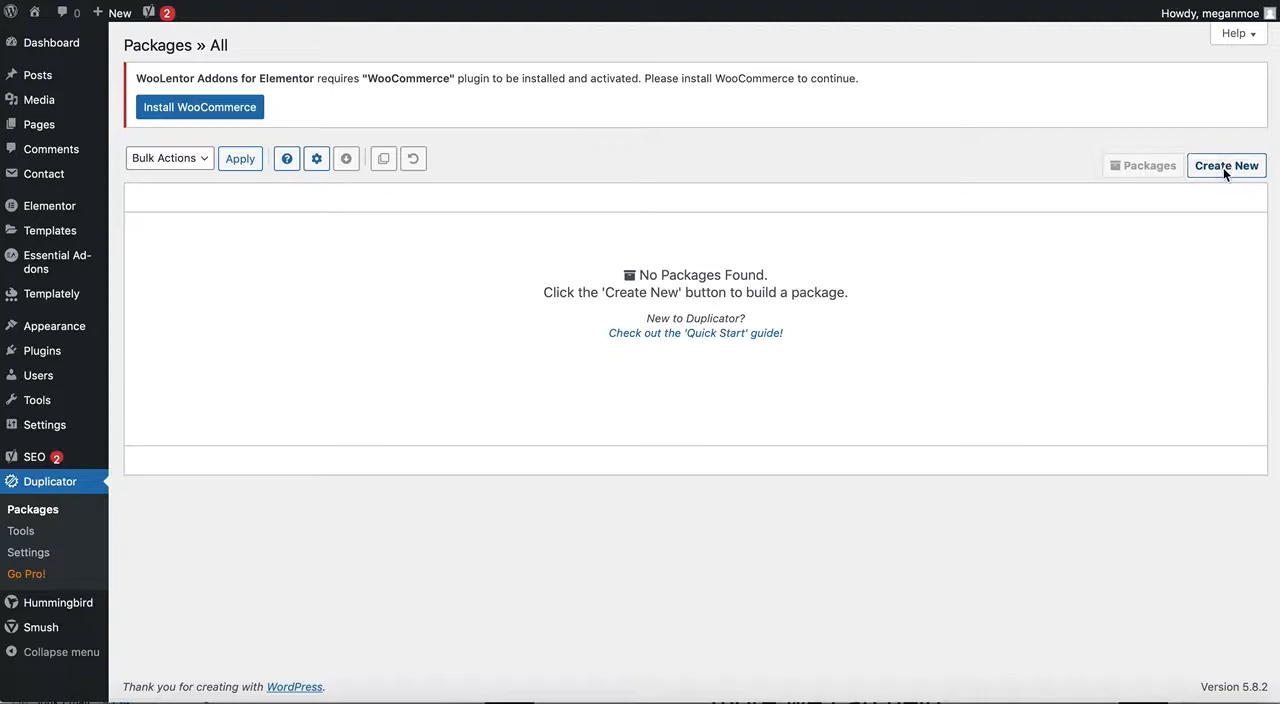 0
New
2
Howdy, meganmoe
Dashboard
Posts
Media
Pages
Comments
Contact
Elementor
Templates
Essential Ad-
dons
Templately
Appearance
Plugins
Users
Tools
Settings
SEO 2
Duplicator
Packages
Tools
Settings
Go Pro!
Hummingbird
Smush
Collapse menu
Packages » All
Help
WooLentor Addons for Elementor requires "WooCommerce" plugin to be installed and activated. Please install WooCommerce to continue.
Install WooCommerce
Bulk Actions
Apply
Packages
Create New
No Packages Found.
Click the 'Create New' button to build a package.
New to Duplicator?
Check out the 'Quick Start' guide!
Thank you for creating with WordPress.
Version 5.8.2